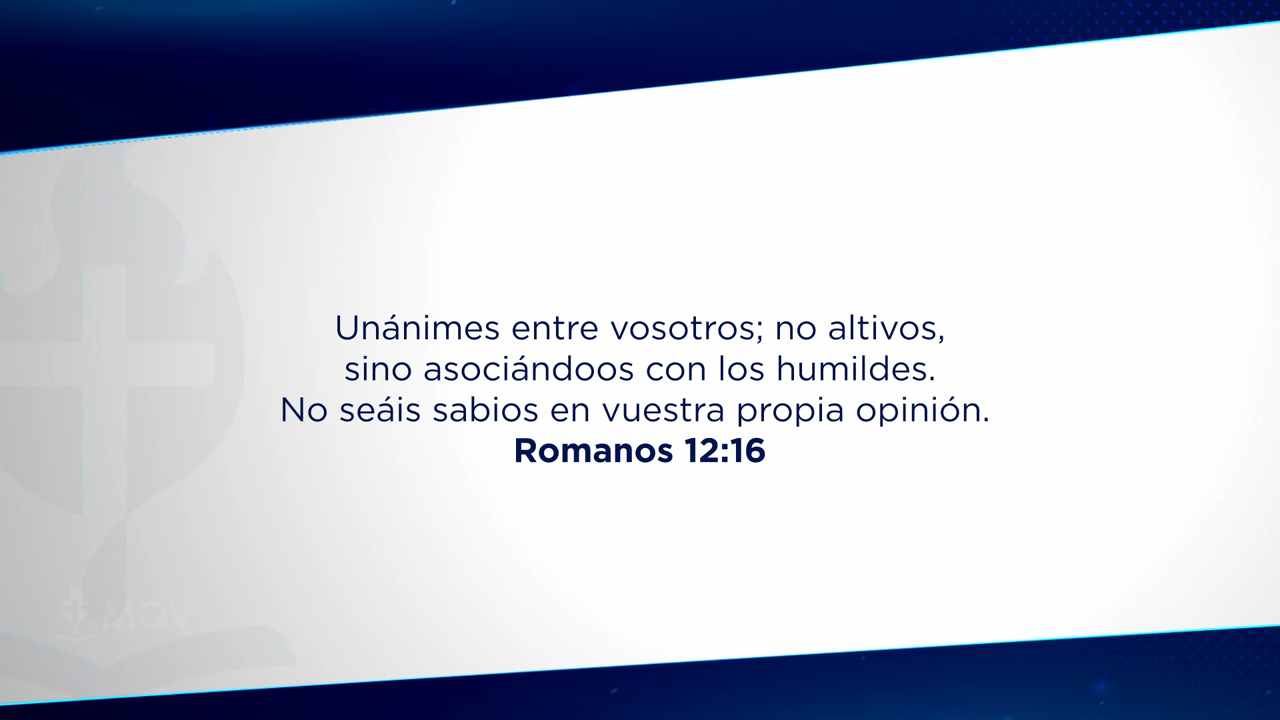 Unánimes entre vosotros; no altivos,
sino asociándoos con los humildes.
No seáis sabios en vuestra propia opinión.
Romanos 12:16
MQV